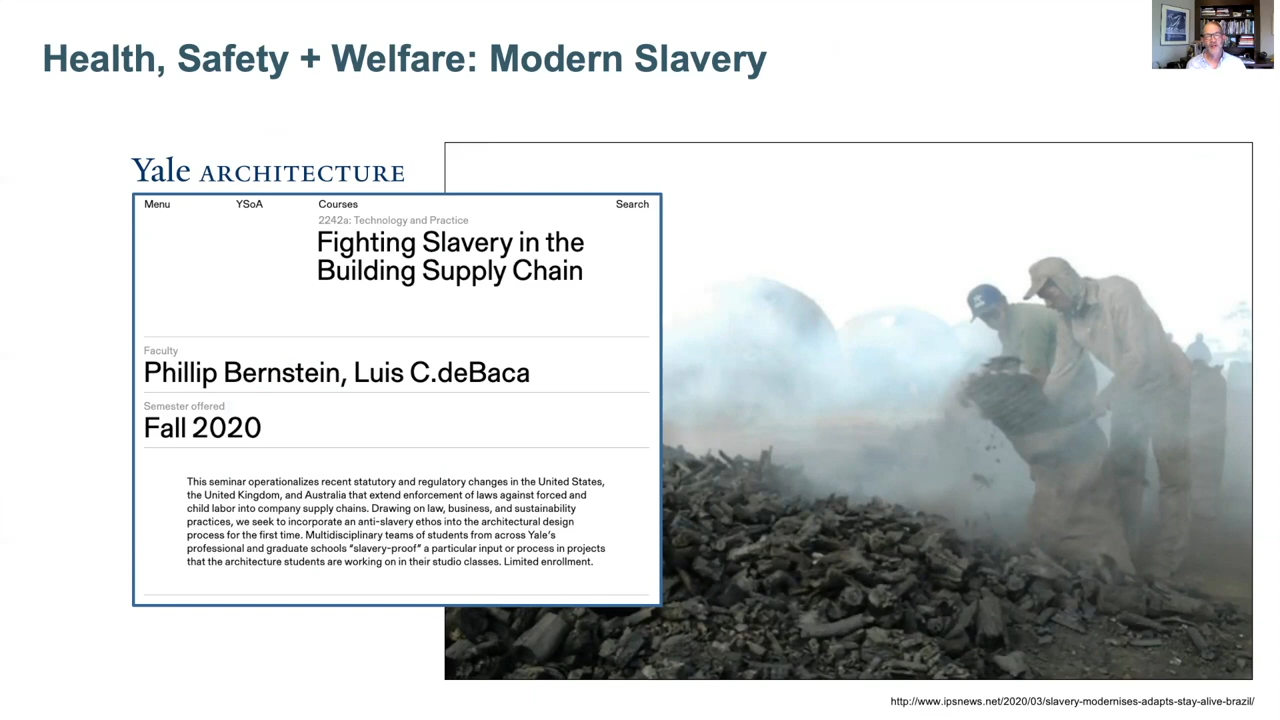 Health, Safety + Welfare: Modern Slavery
Yale ARCHITECTURE
Menu YSoA Courses Search
2242a: Technology and Practice
Fighting Slavery in the
Building Supply Chain
Faculty
Phillip Bernstein, Luis C.deBaca
Semester offered
Fall 2020
This seminar operationalizes recent statutory and regulatory changes in the United States,
the United Kingdom, and Australia that extend enforcement of laws against forced and
child labor into company supply chains. Drawing on law, business, and sustainability
practices, we seek to incorporate an anti-slavery ethos into the architectural design
process for the first time. Multidisciplinary teams of students from across Yale's
professional and graduate schools “slavery-proof” a particular input or process in projects
that the architecture students are working on in their studio classes. Limited enrollment.
http://www.ipsnews.net/2020/03/slavery-modernises-adapts-stay-alive-brazil/